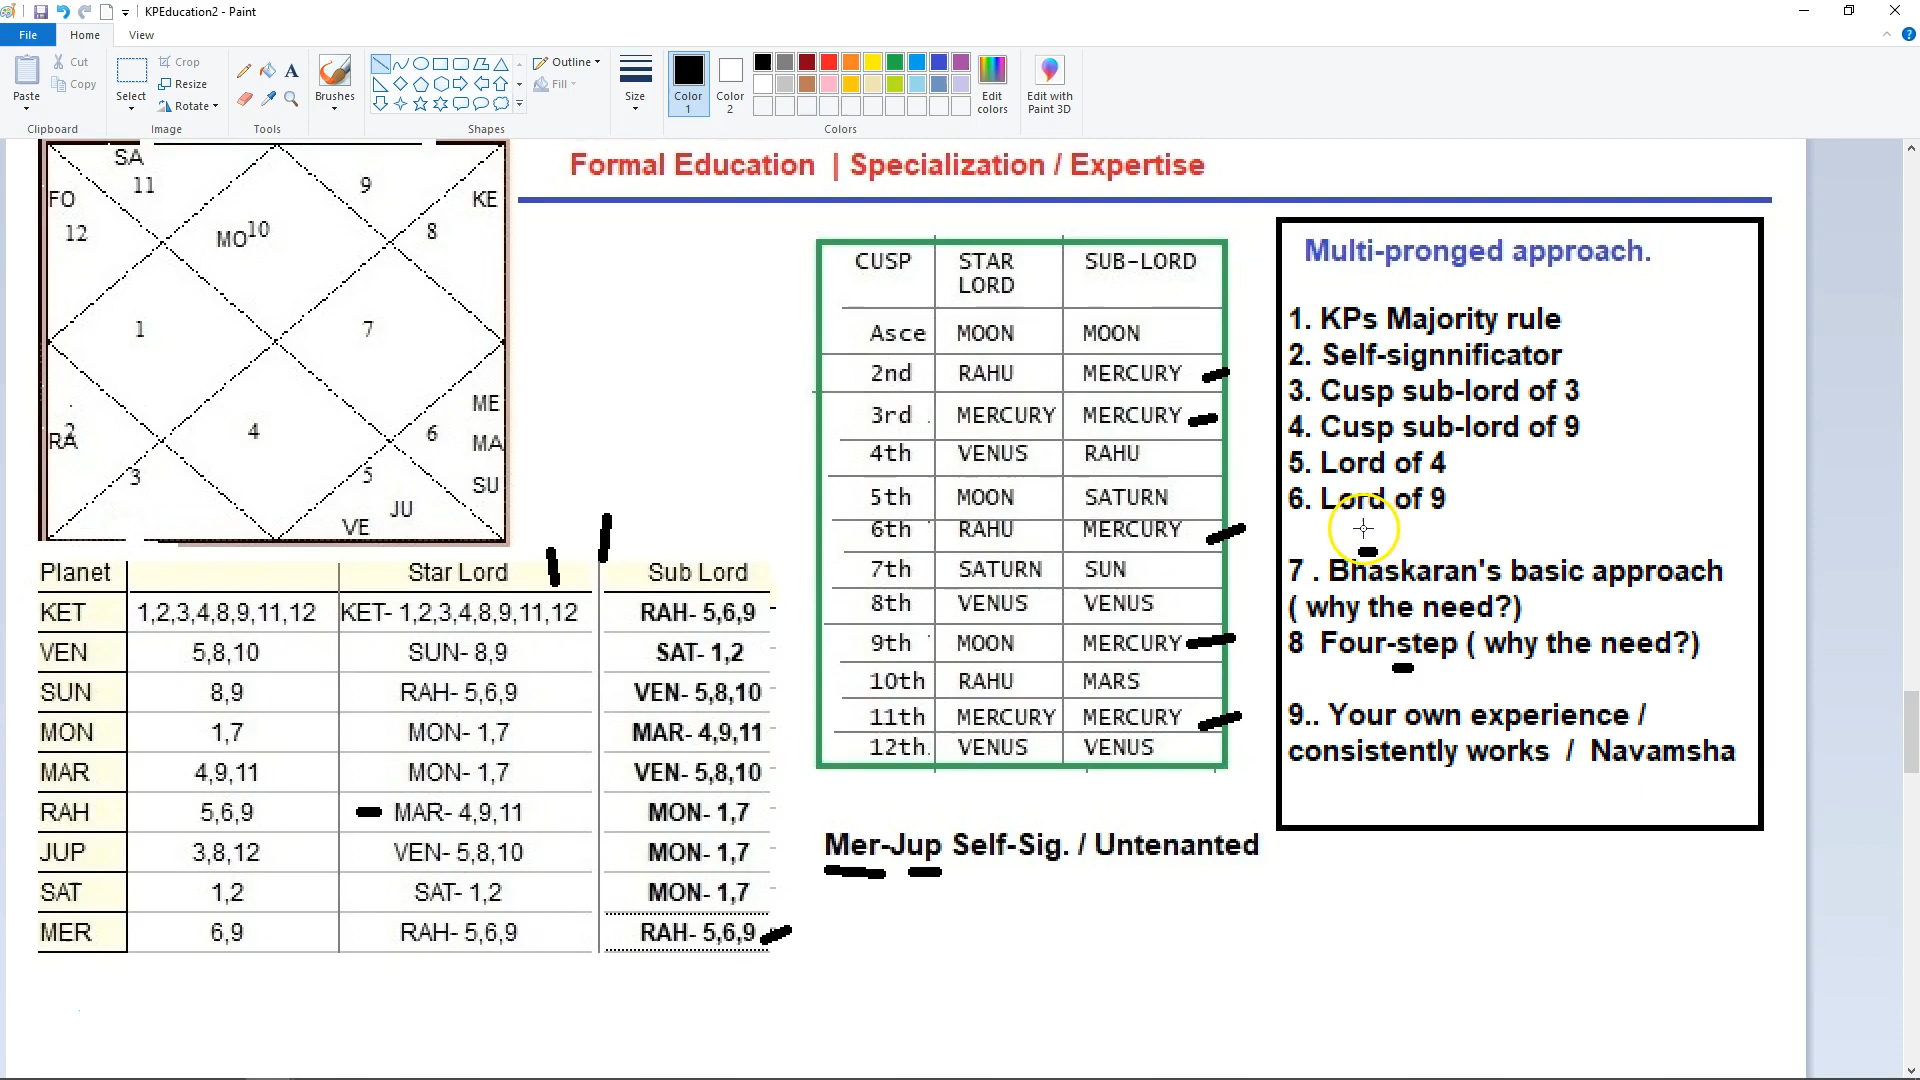 KPEducation2 - Paint
File Home View
Paste Cut Copy Clipboard
Select Crop Resize Rotate Image
Tools
Brushes
Shapes
Outline Fill
Size
Color 1
Color 2
Colors
Edit colors
Edit with Paint 3D
Formal Education | Specialization / Expertise
SA
11
9
FO
KE
12
MO 10
8
1
7
ME
RA 2
4
6
MA
3
5
SU
JU
VE
Planet Star Lord Sub Lord
KET 1,2,3,4,8,9,11,12 KET- 1,2,3,4,8,9,11,12 RAH- 5,6,9
VEN 5,8,10 SUN- 8,9 SAT- 1,2
SUN 8,9 RAH- 5,6,9 VEN- 5,8,10
MON 1,7 MON- 1,7 MAR- 4,9,11
MAR 4,9,11 MON- 1,7 VEN- 5,8,10
RAH 5,6,9 MAR- 4,9,11 MON- 1,7
JUP 3,8,12 VEN- 5,8,10 MON- 1,7
SAT 1,2 SAT- 1,2 MON- 1,7
MER 6,9 RAH- 5,6,9 RAH- 5,6,9
CUSP STAR LORD SUB-LORD
Asce MOON MOON
2nd RAHU MERCURY
3rd MERCURY MERCURY
4th VENUS RAHU
5th MOON SATURN
6th RAHU MERCURY
7th SATURN SUN
8th VENUS VENUS
9th MOON MERCURY
10th RAHU MARS
11th MERCURY MERCURY
12th VENUS VENUS
Mer-Jup Self-Sig. / Untenanted
Multi-pronged approach.
1. KPs Majority rule
2. Self-signnificator
3. Cusp sub-lord of 3
4. Cusp sub-lord of 9
5. Lord of 4
6. Lord of 9
7 . Bhaskaran's basic approach
( why the need?)
8 Four-step ( why the need?)
9.. Your own experience /
consistently works / Navamsha